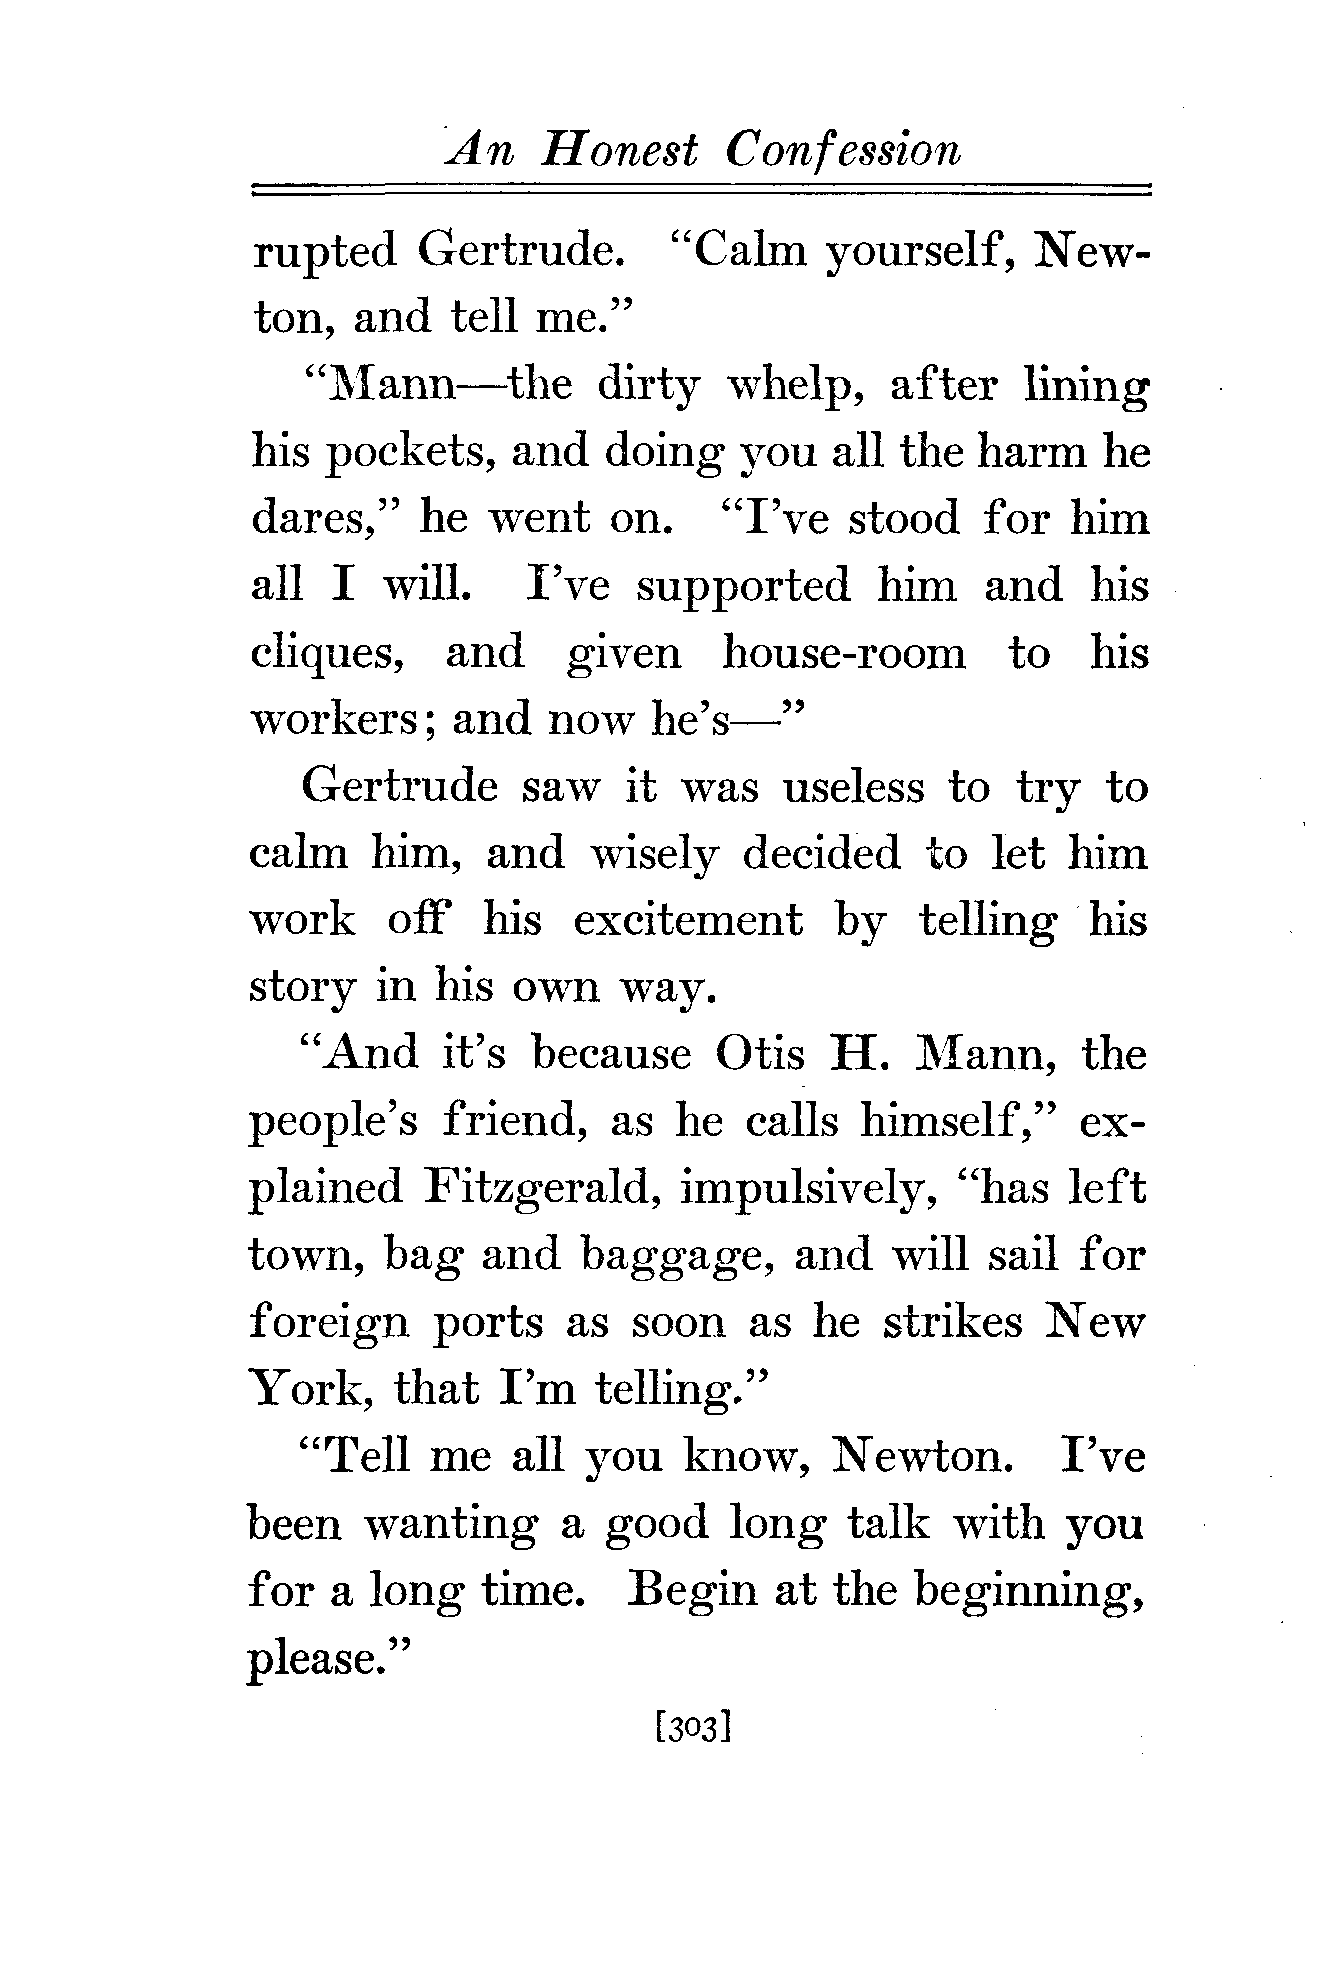 An Honest Confession
rupted Gertrude. “Calm yourself, New-
ton, and tell me.”
“Mann—the dirty whelp, after lining
his pockets, and doing you all the harm he
dares,” he went on. “I’ve stood for him
all I will. I’ve supported him and his
cliques, and given house-room to his
workers; and now he’s—”
Gertrude saw it was useless to try to
calm him, and wisely decided to let him
work off his excitement by telling his
story in his own way.
“And it’s because Otis H. Mann, the
people’s friend, as he calls himself,” ex-
plained Fitzgerald, impulsively, “has left
town, bag and baggage, and will sail for
foreign ports as soon as he strikes New
York, that I’m telling.”
“Tell me all you know, Newton. I’ve
been wanting a good long talk with you
for a long time. Begin at the beginning,
please.”
[303]